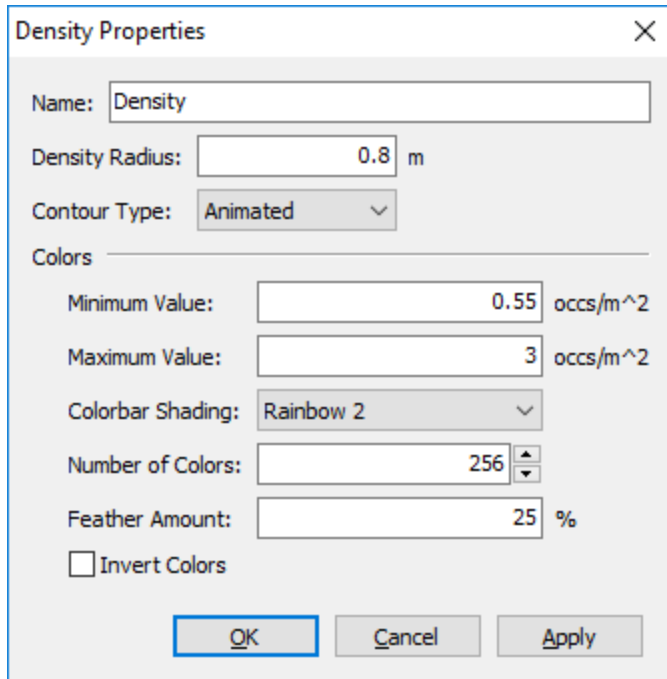 Density Properties
Name: Density
Density Radius: 0.8 m
Contour Type: Animated
Colors
Minimum Value: 0.55 occs/m^2
Maximum Value: 3 occs/m^2
Colorbar Shading: Rainbow 2
Number of Colors: 256
Feather Amount: 25 %
Invert Colors
OK Cancel Apply